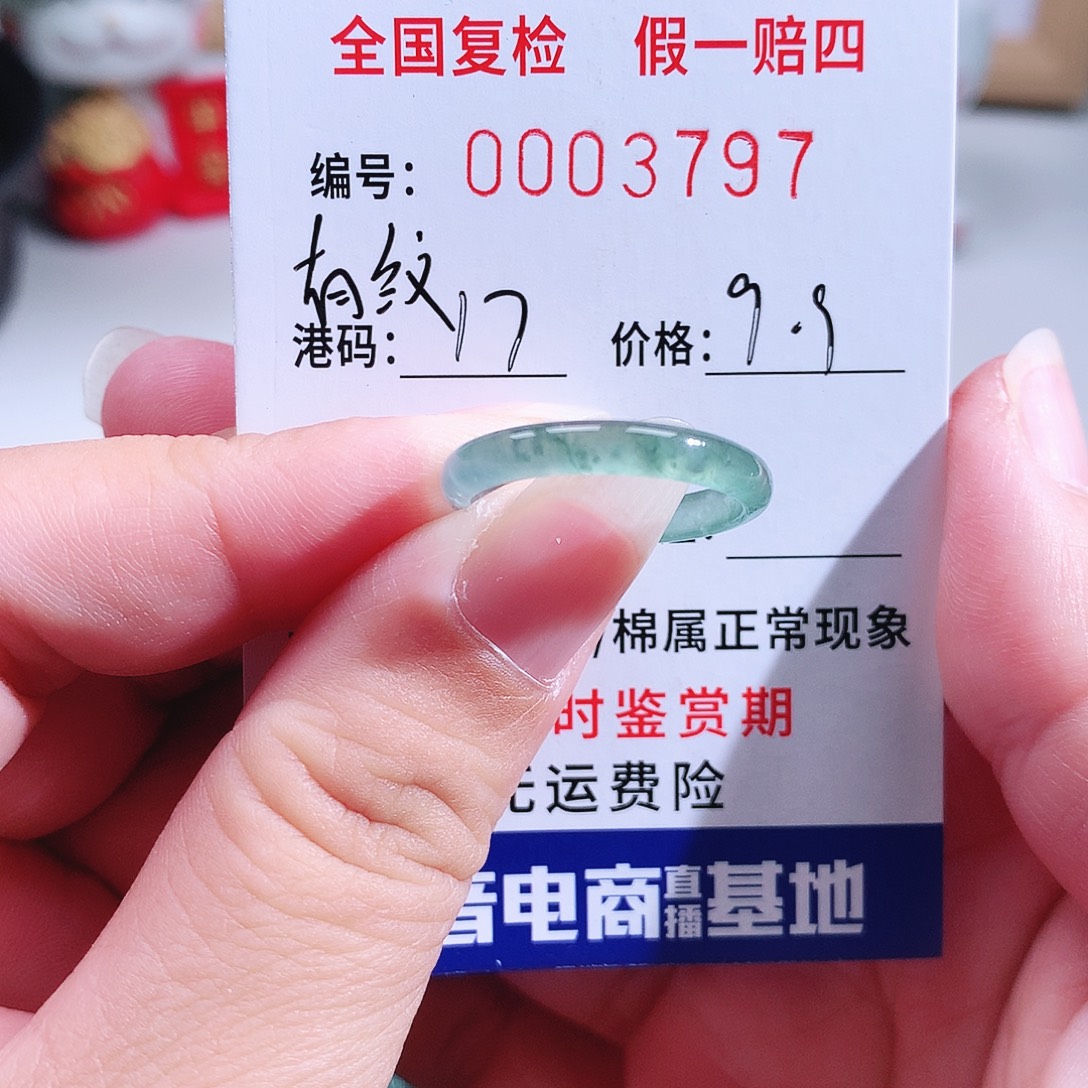 全国复检 假一赔四
编号: 0003797
有纹
港码: 17 价格: 9.9
棉属正常现象
时鉴赏期
无运费险
音电商直播基地